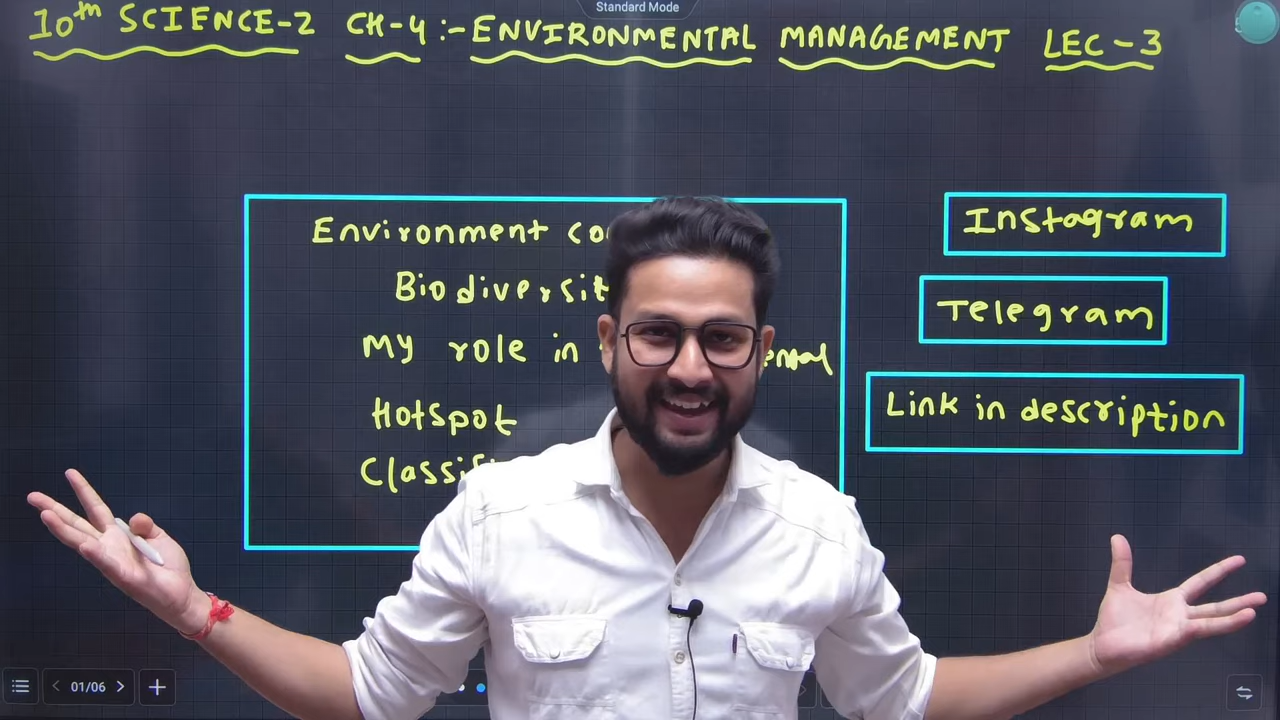 Standard Mode
10th SCIENCE-2 CH-4:- ENVIRONMENTAL MANAGEMENT LEC-3
Environment
Biodiversit
My role in
Hotspot
Instagram
Telegram
Link in description
01/06